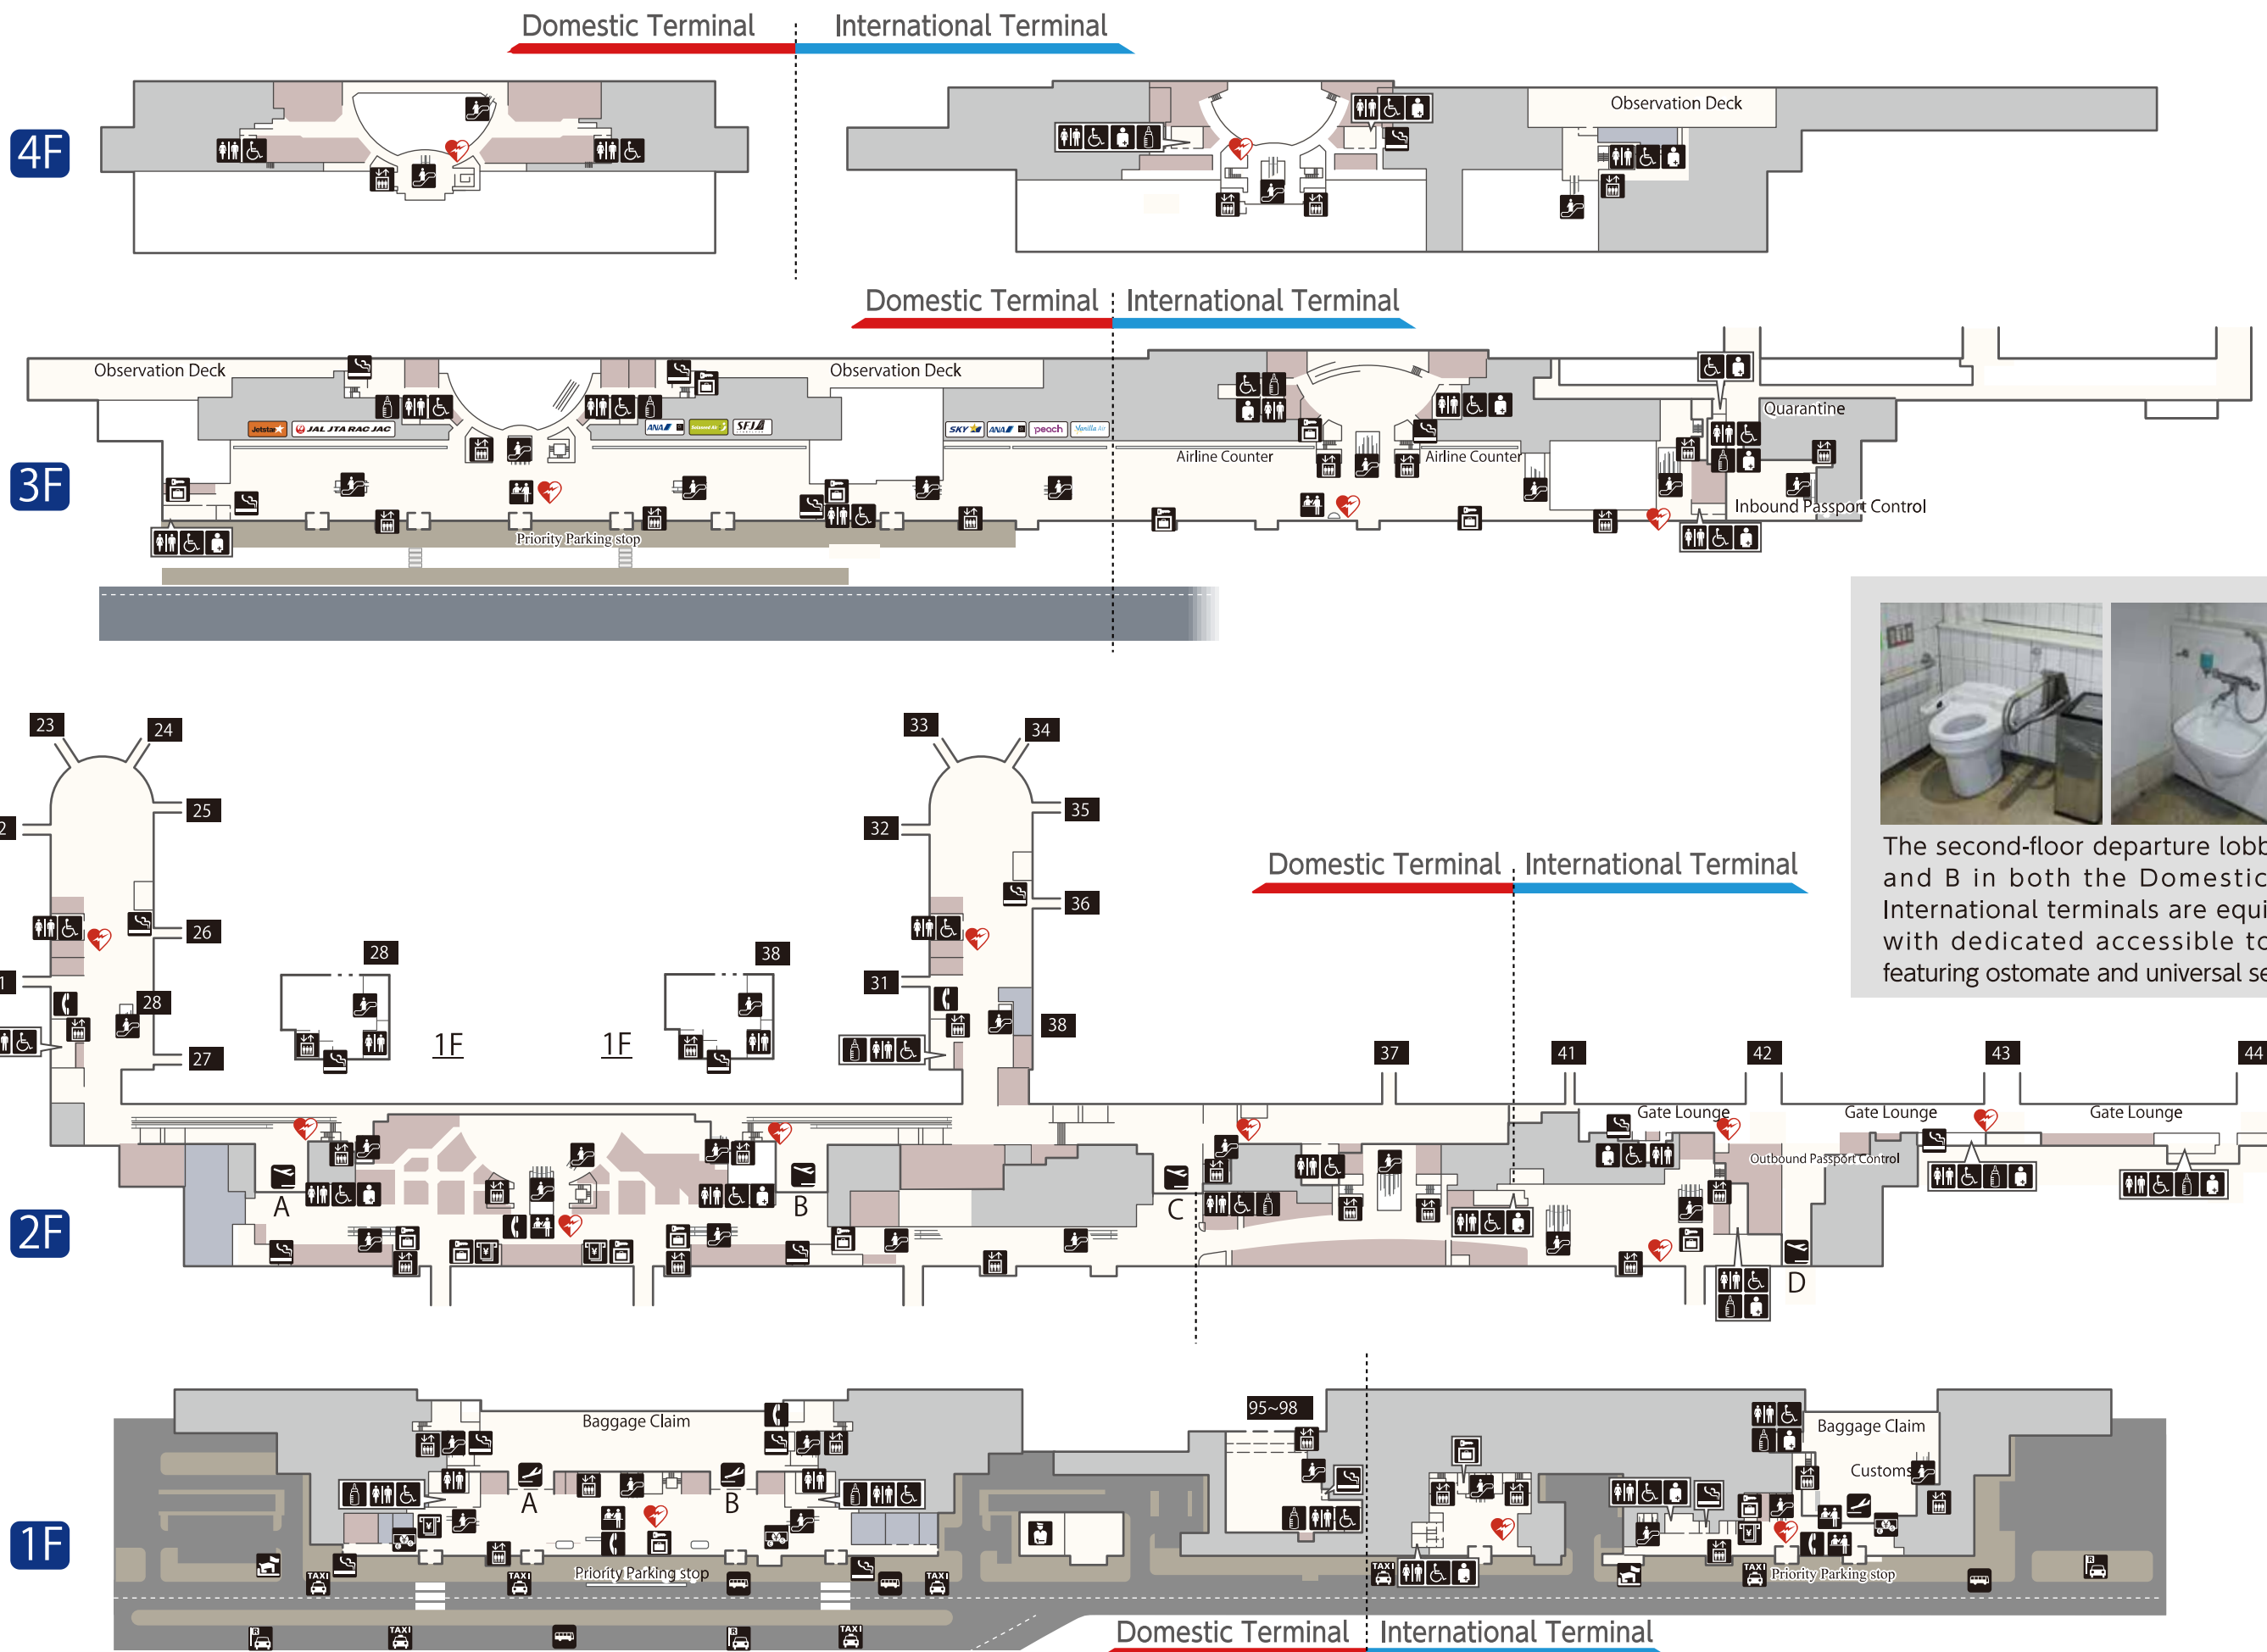 Domestic Terminal
International Terminal
4F
Observation Deck
Domestic Terminal
International Terminal
3F
Observation Deck
Observation Deck
Jetstar
JAL JTA RAC JAC
ANA
SFJ
SKY
ANA
peach
Vanilla Air
Airline Counter
Airline Counter
Quarantine
Inbound Passport Control
Priority Parking stop
The second-floor departure lobb
and B in both the Domestic
International terminals are equi
with dedicated accessible to
featuring ostomate and universal se
23
24
25
2
26
1
28
27
28
1F
1F
38
33
34
35
32
36
31
38
Domestic Terminal
International Terminal
37
41
42
43
44
Gate Lounge
Gate Lounge
Gate Lounge
Outbound Passport Control
2F
A
B
C
D
1F
Baggage Claim
A
B
95~98
Baggage Claim
Customs
Priority Parking stop
Priority Parking stop
TAXI
TAXI
TAXI
TAXI
TAXI
R
TAXI
R
TAXI
R
Domestic Terminal
International Terminal